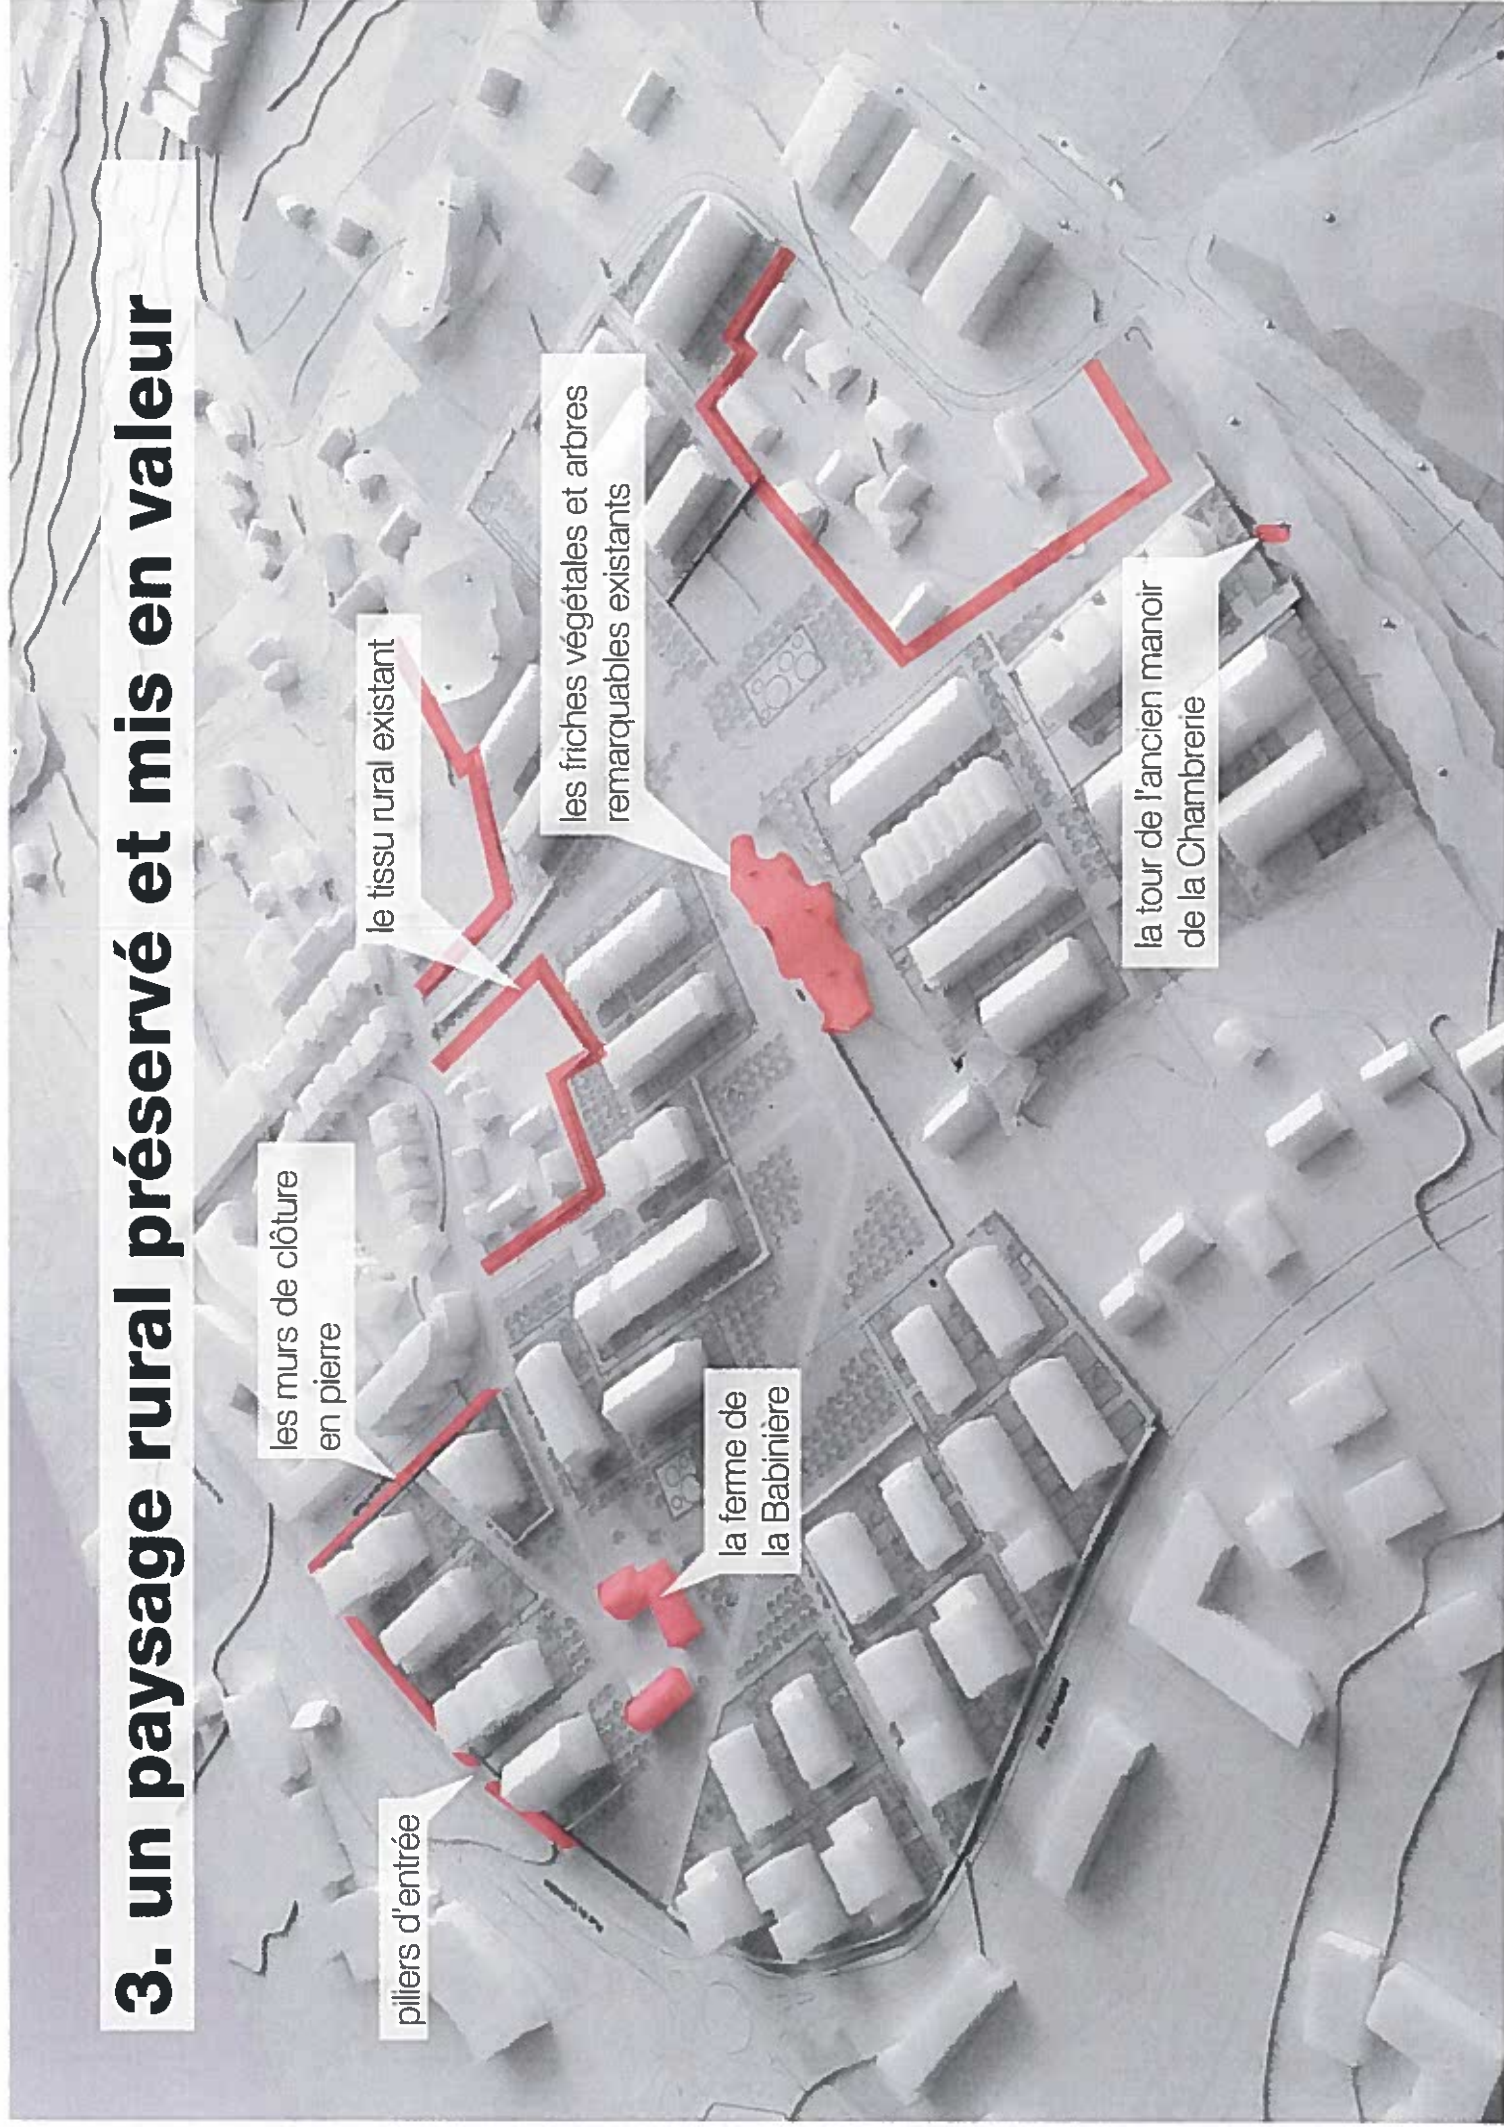 3. un paysage rural préservé et mis en valeur
piliers d'entrée
les murs de clôture
en pierre
le tissu rural existant
les friches végétales et arbres
remarquables existants
la ferme de
la Babinière
la tour de l'ancien manoir
de la Chambrerie